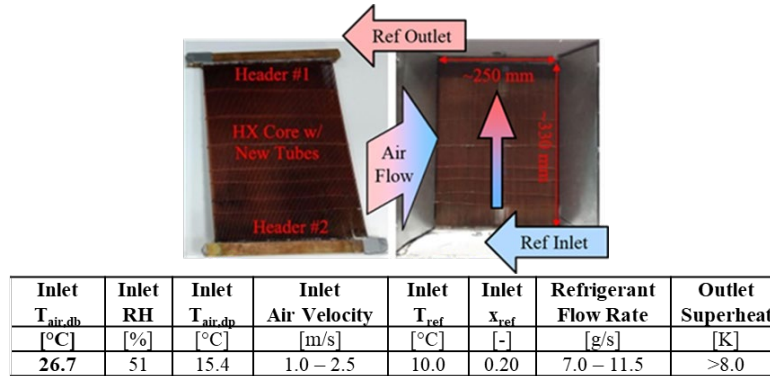 Ref Outlet
Header #1
HX Core w/
New Tubes
Header #2
Air
Flow
~250 mm
~330 mm
Ref Inlet
Inlet Inlet Inlet Inlet Inlet Inlet Refrigerant Outlet
T_air,db RH T_air,dp Air Velocity T_ref x_ref Flow Rate Superheat
[°C] [%] [°C] [m/s] [°C] [-] [g/s] [K]
26.7 51 15.4 1.0 – 2.5 10.0 0.20 7.0 – 11.5 >8.0